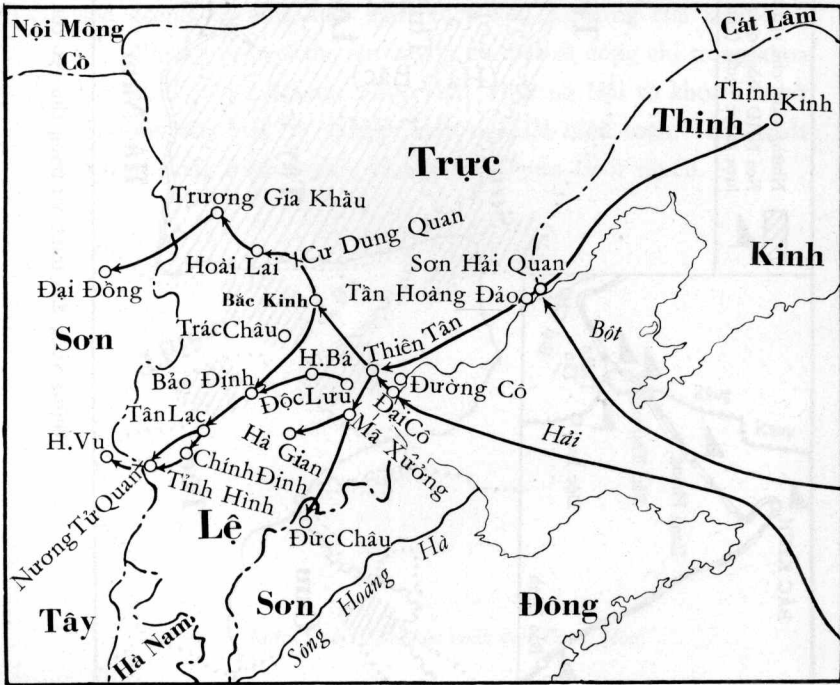 Nội Mông
Cổ
Cát Lâm
Thịnh Kinh
Thịnh
Trực
Trương Gia Khẩu
Cư Dung Quan
Hoài Lai
Sơn Hải Quan
Kinh
Đại Đồng
Bắc Kinh
Tần Hoàng Đảo
Sơn
Trác Châu
Thiên Tân
Bột
H.Bá
Bảo Định
Độc Lưu
Đường Cô
Đại Cô
Tân Lạc
Hà Gian
Mã Xưởng
Hải
H.Vu
Chính Định
Tỉnh Hình
Nương Tử Quan
Lệ
Đức Châu
Sông Hoàng Hà
Tây
Hà Nam
Sơn
Đông